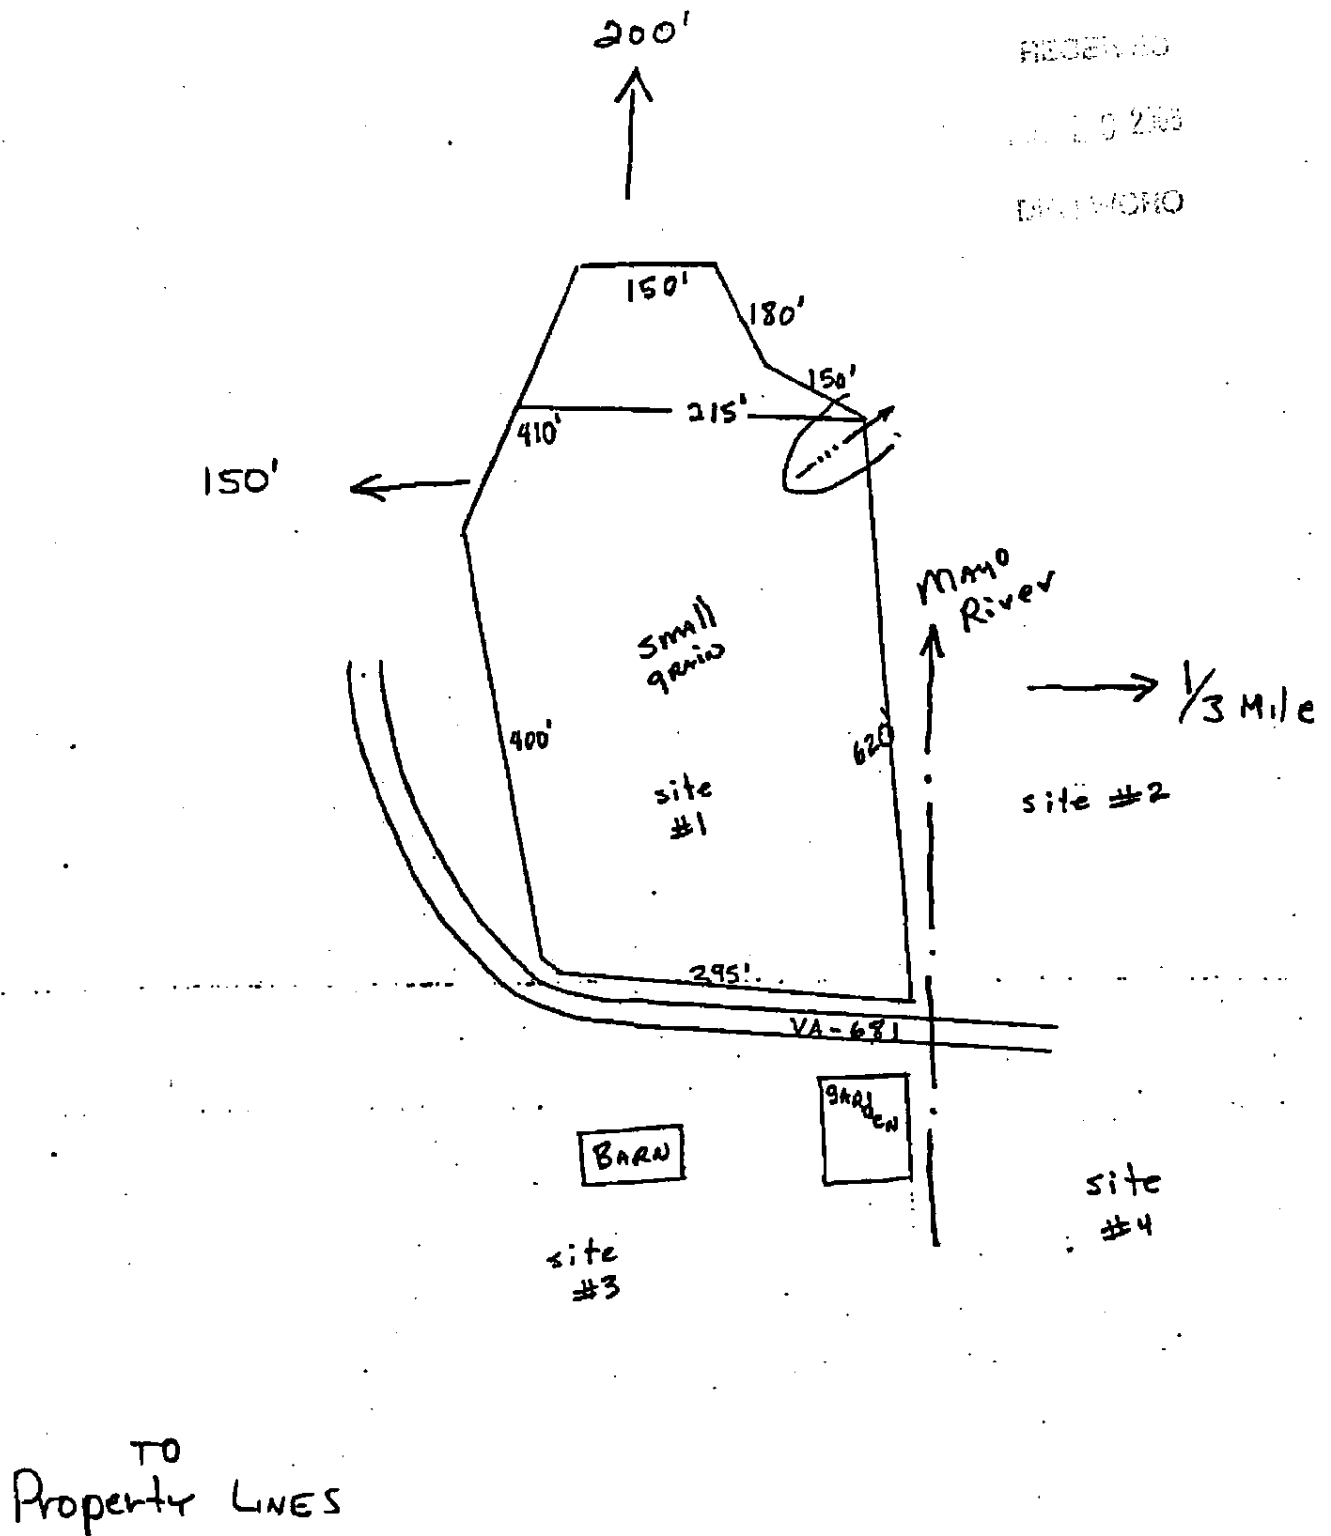 200'
150'
180'
150'
215'
410'
150'
MAYO
River
SMAll
grAiN
1/3 Mile
400'
620
site
#1
site #2
295'
VA-681
gARdeN
BARN
site
#4
site
#3
TO
Property LINES